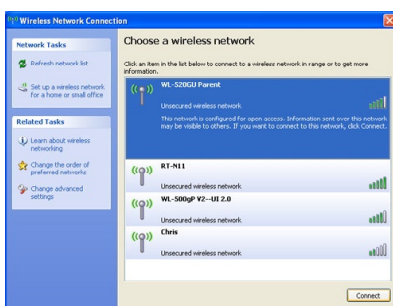 Wireless Network Connection
Network Tasks
Refresh network list
Set up a wireless network
for a home or small office
Related Tasks
Learn about wireless
networking
Change the order of
preferred networks
Change advanced
settings
Choose a wireless network
Click an item in the list below to connect to a wireless network in range or to get more
information.
WL-520GU Parent
Unsecured wireless network
This network is configured for open access. Information sent over this network
may be visible to others. If you want to connect to this network, click Connect.
RT-N11
Unsecured wireless network
WL-500gP V2--UI 2.0
Unsecured wireless network
Chris
Unsecured wireless network
Connect